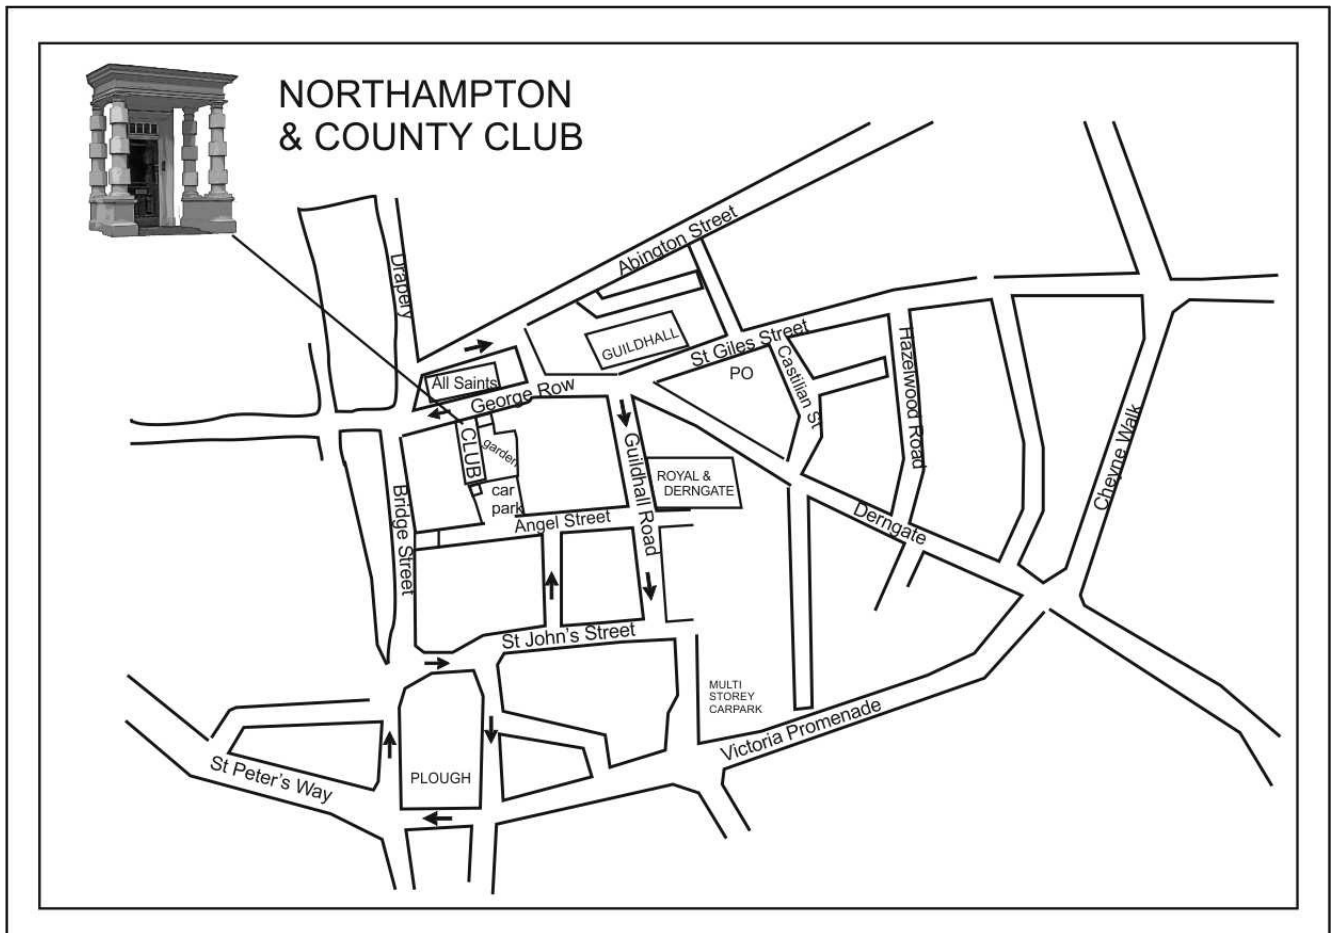 NORTHAMPTON
& COUNTY CLUB
Abington Street
Drapery
GUILDHALL
St Giles Street
PO
Castilian St
Hazelwood Road
All Saints
George Row
CLUB
garden
car
park
Guildhall Road
ROYAL &
DERNGATE
Cheyne Walk
Bridge Street
Angel Street
Derngate
St John's Street
MULTI
STOREY
CARPARK
Victoria Promenade
St Peter's Way
PLOUGH